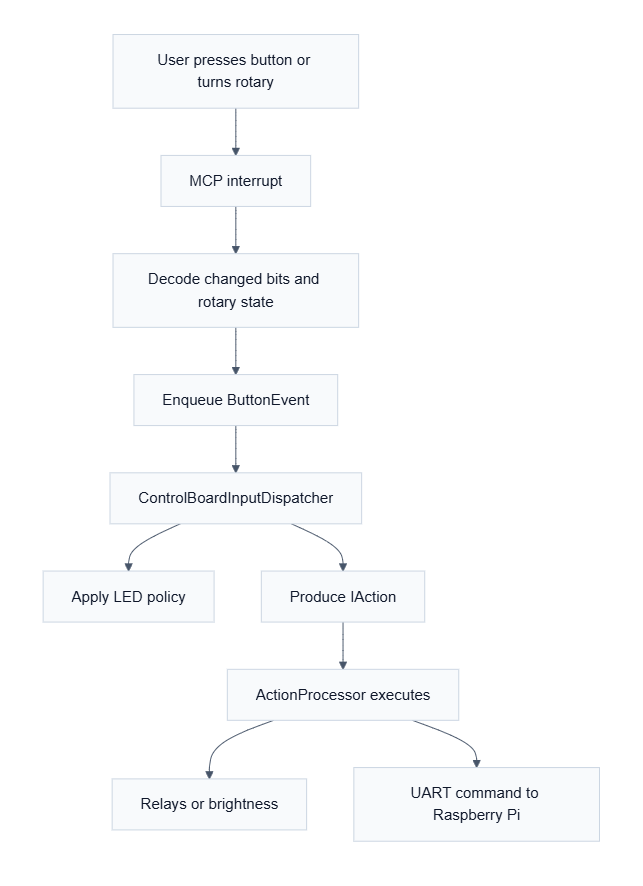 User presses button or
turns rotary
MCP interrupt
Decode changed bits and
rotary state
Enqueue ButtonEvent
ControlBoardInputDispatcher
Apply LED policy
Produce IAction
ActionProcessor executes
Relays or brightness
UART command to
Raspberry Pi